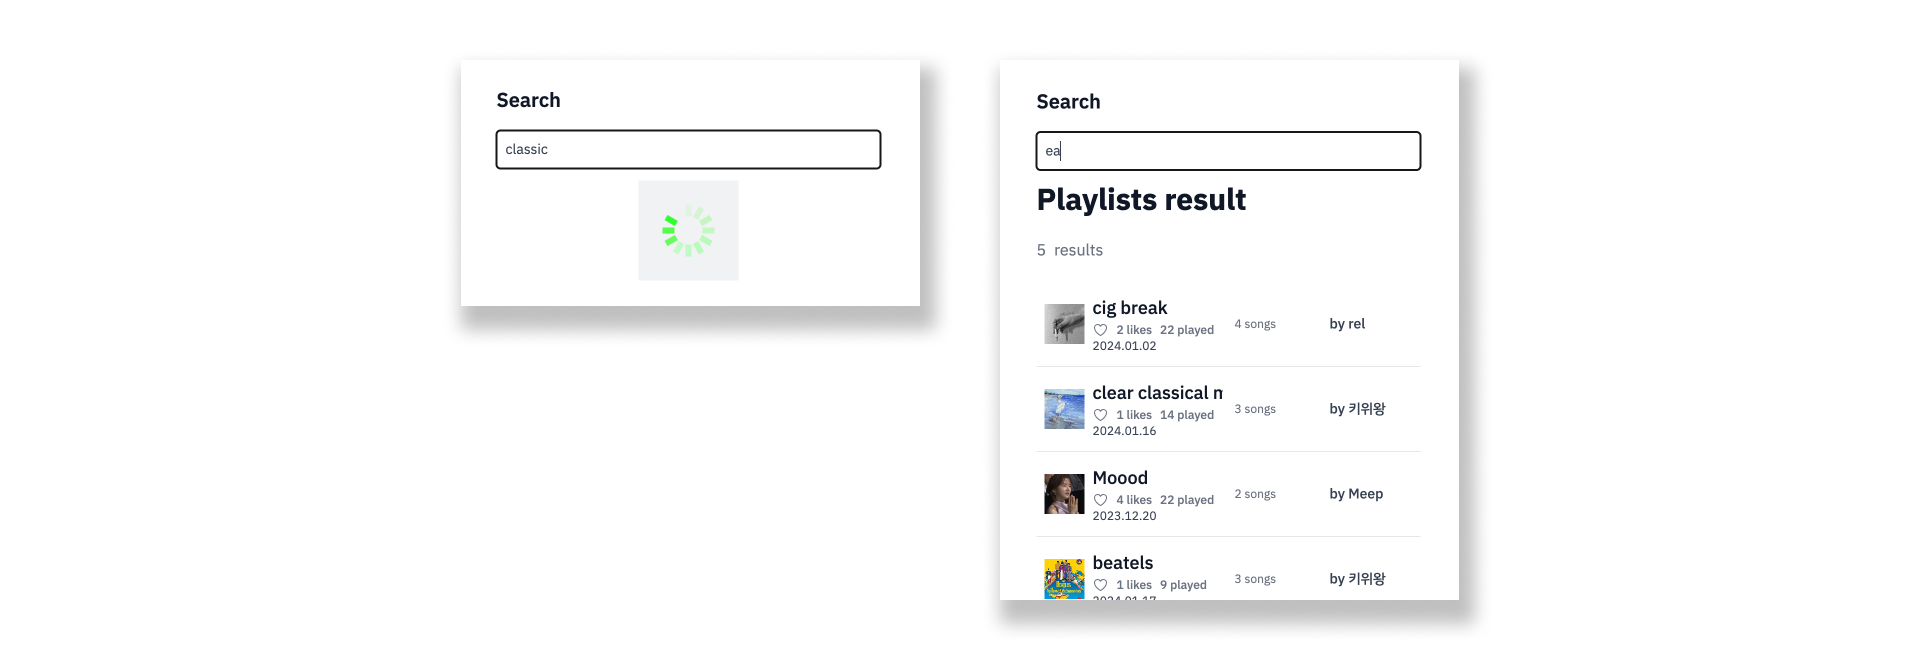 Search
classic
Search
ea
Playlists result
5 results
cig break
2 likes 22 played
2024.01.02
4 songs
by rel
clear classical
1 likes 14 played
2024.01.16
3 songs
by 키위왕
Moood
4 likes 22 played
2023.12.20
2 songs
by Meep
beatels
1 likes 9 played
2024.01.17
3 songs
by 키위왕